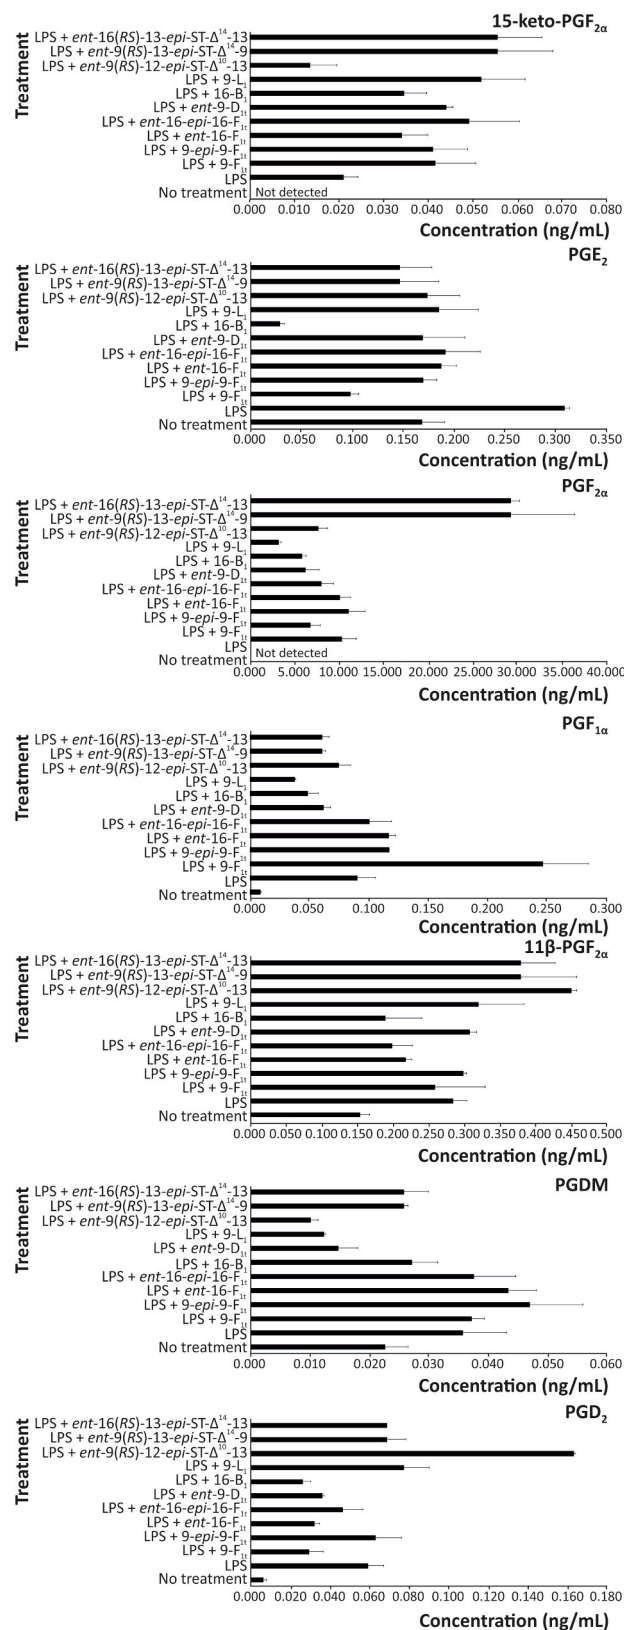 15-keto-PGF2α
Treatment
LPS + ent-16(RS)-13-epi-ST-Δ14-13
LPS + ent-9(RS)-13-epi-ST-Δ14-9
LPS + ent-9(RS)-12-epi-ST-Δ10-13
LPS + 9-L1
LPS + 16-B1
LPS + ent-9-D1t
LPS + ent-16-epi-16-F1t
LPS + ent-16-F1t
LPS + 9-epi-9-F1t
LPS + 9-F1t
LPS
No treatment Not detected
0.000 0.010 0.020 0.030 0.040 0.050 0.060 0.070 0.080
Concentration (ng/mL)
PGE2
Treatment
LPS + ent-16(RS)-13-epi-ST-Δ14-13
LPS + ent-9(RS)-13-epi-ST-Δ14-9
LPS + ent-9(RS)-12-epi-ST-Δ10-13
LPS + 9-L1
LPS + 16-B1
LPS + ent-9-D1t
LPS + ent-16-epi-16-F1t
LPS + ent-16-F1t
LPS + 9-epi-9-F1t
LPS + 9-F1t
LPS
No treatment
0.000 0.050 0.100 0.150 0.200 0.250 0.300 0.350
Concentration (ng/mL)
PGF2α
Treatment
LPS + ent-16(RS)-13-epi-ST-Δ14-13
LPS + ent-9(RS)-13-epi-ST-Δ14-9
LPS + ent-9(RS)-12-epi-ST-Δ10-13
LPS + 9-L1
LPS + 16-B1
LPS + ent-9-D1t
LPS + ent-16-epi-16-F1t
LPS + ent-16-F1t
LPS + 9-epi-9-F1t
LPS + 9-F1t
LPS
No treatment Not detected
0.000 5.000 10.000 15.000 20.000 25.000 30.000 35.000 40.000
Concentration (ng/mL)
PGF1α
Treatment
LPS + ent-16(RS)-13-epi-ST-Δ14-13
LPS + ent-9(RS)-13-epi-ST-Δ14-9
LPS + ent-9(RS)-12-epi-ST-Δ10-13
LPS + 9-L1
LPS + 16-B1
LPS + ent-9-D1t
LPS + ent-16-epi-16-F1t
LPS + ent-16-F1t
LPS + 9-epi-9-F1t
LPS + 9-F1t
LPS
No treatment
0.000 0.050 0.100 0.150 0.200 0.250 0.300
Concentration (ng/mL)
11β-PGF2α
Treatment
LPS + ent-16(RS)-13-epi-ST-Δ14-13
LPS + ent-9(RS)-13-epi-ST-Δ14-9
LPS + ent-9(RS)-12-epi-ST-Δ10-13
LPS + 9-L1
LPS + 16-B1
LPS + ent-9-D1t
LPS + ent-16-epi-16-F1t
LPS + ent-16-F1t
LPS + 9-epi-9-F1t
LPS + 9-F1t
LPS
No treatment
0.000 0.050 0.100 0.150 0.200 0.250 0.300 0.350 0.400 0.450 0.500
Concentration (ng/mL)
PGDM
Treatment
LPS + ent-16(RS)-13-epi-ST-Δ14-13
LPS + ent-9(RS)-13-epi-ST-Δ14-9
LPS + ent-9(RS)-12-epi-ST-Δ10-13
LPS + 9-L1
LPS + ent-9-D1t
LPS + 16-B1
LPS + ent-16-epi-16-F1t
LPS + ent-16-F1t
LPS + 9-epi-9-F1t
LPS + 9-F1t
LPS
No treatment
0.000 0.010 0.020 0.030 0.040 0.050 0.060
Concentration (ng/mL)
PGD2
Treatment
LPS + ent-16(RS)-13-epi-ST-Δ14-13
LPS + ent-9(RS)-13-epi-ST-Δ14-9
LPS + ent-9(RS)-12-epi-ST-Δ10-13
LPS + 9-L1
LPS + 16-B1
LPS + ent-9-D1t
LPS + ent-16-epi-16-F1t
LPS + ent-16-F1t
LPS + 9-epi-9-F1t
LPS + 9-F1t
LPS
No treatment
0.000 0.020 0.040 0.060 0.080 0.100 0.120 0.140 0.160 0.180
Concentration (ng/mL)